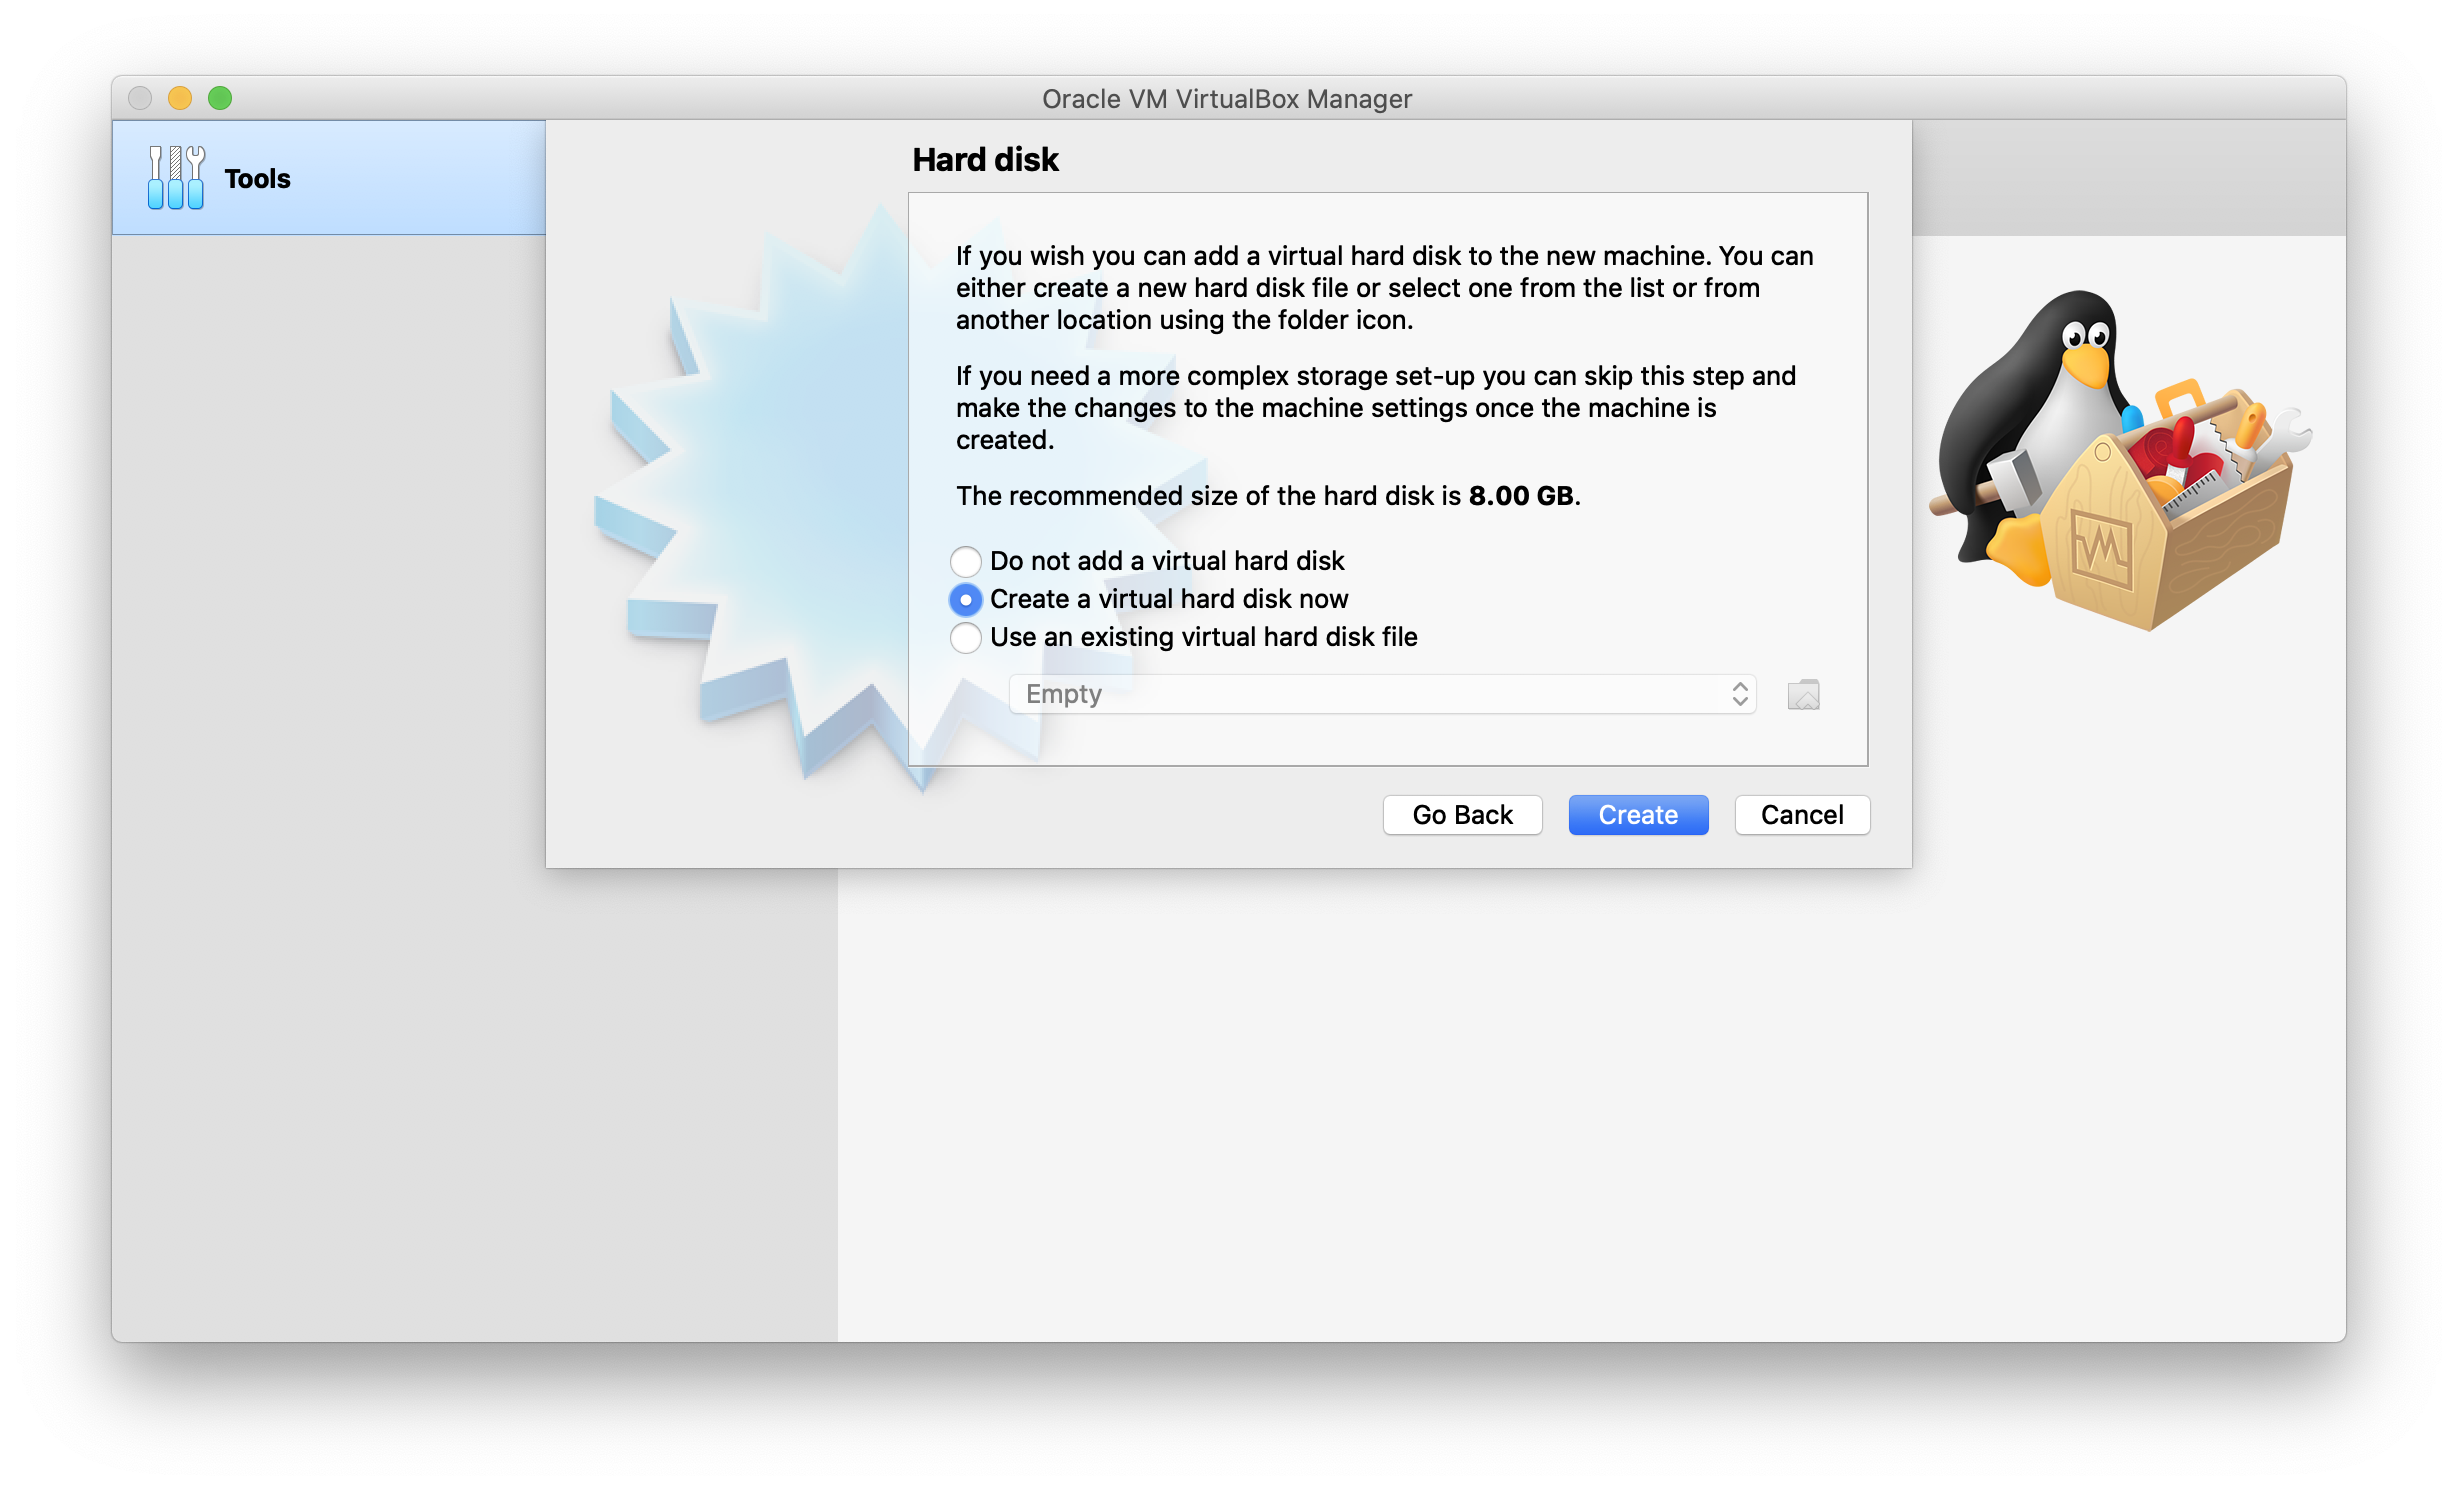 Oracle VM VirtualBox Manager
Tools
Hard disk
If you wish you can add a virtual hard disk to the new machine. You can
either create a new hard disk file or select one from the list or from
another location using the folder icon.
If you need a more complex storage set-up you can skip this step and
make the changes to the machine settings once the machine is
created.
The recommended size of the hard disk is 8.00 GB.
Do not add a virtual hard disk
Create a virtual hard disk now
Use an existing virtual hard disk file
Empty
Go Back
Create
Cancel